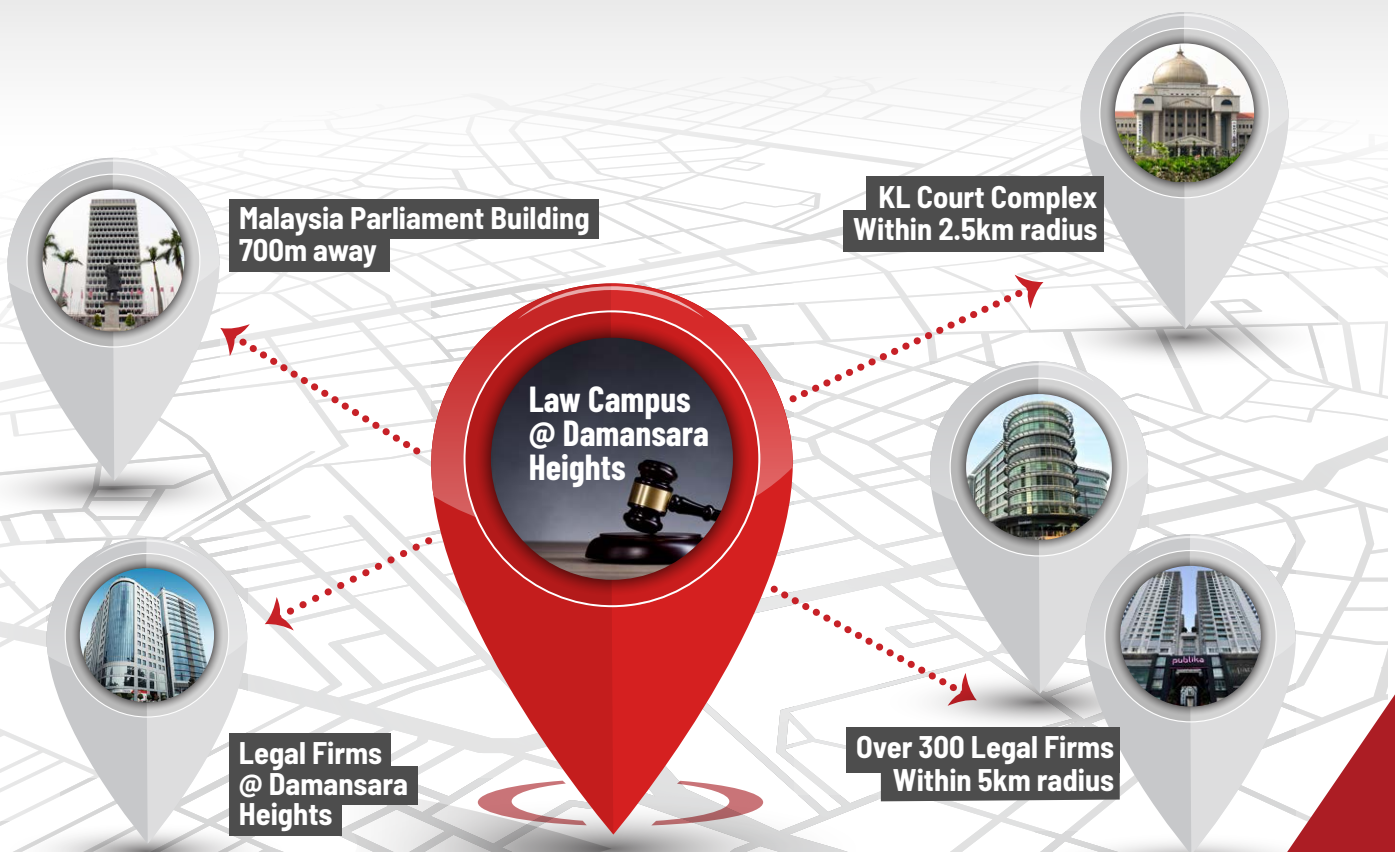 Malaysia Parliament Building
700m away
KL Court Complex
Within 2.5km radius
Law Campus
@ Damansara
Heights
publika
Legal Firms
@ Damansara
Heights
Over 300 Legal Firms
Within 5km radius